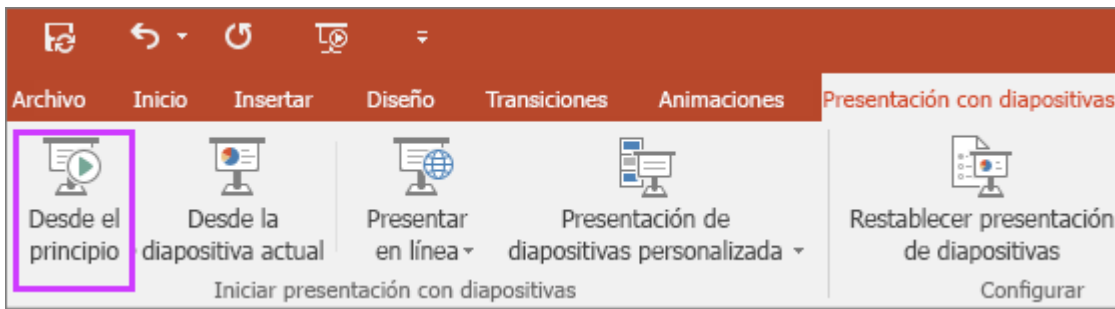 Archivo Inicio Insertar Diseño Transiciones Animaciones Presentación con diapositivas
Desde el principio
Desde la diapositiva actual
Presentar en línea
Presentación de diapositivas personalizada
Restablecer presentación de diapositivas
Iniciar presentación con diapositivas
Configurar